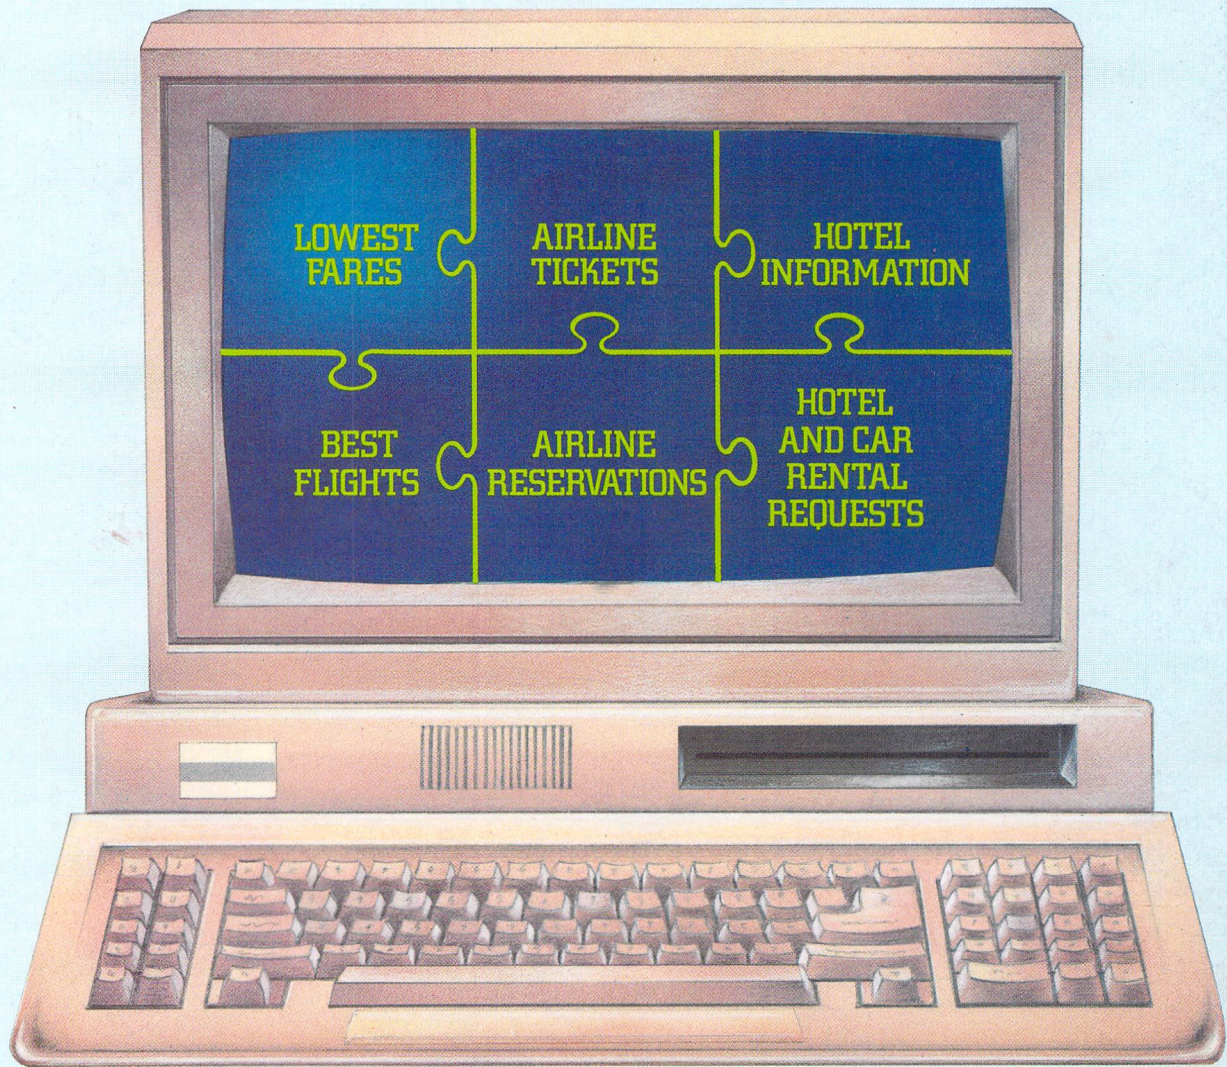 LOWEST
FARES
AIRLINE
TICKETS
HOTEL
INFORMATION
BEST
FLIGHTS
AIRLINE
RESERVATIONS
HOTEL
AND CAR
RENTAL
REQUESTS